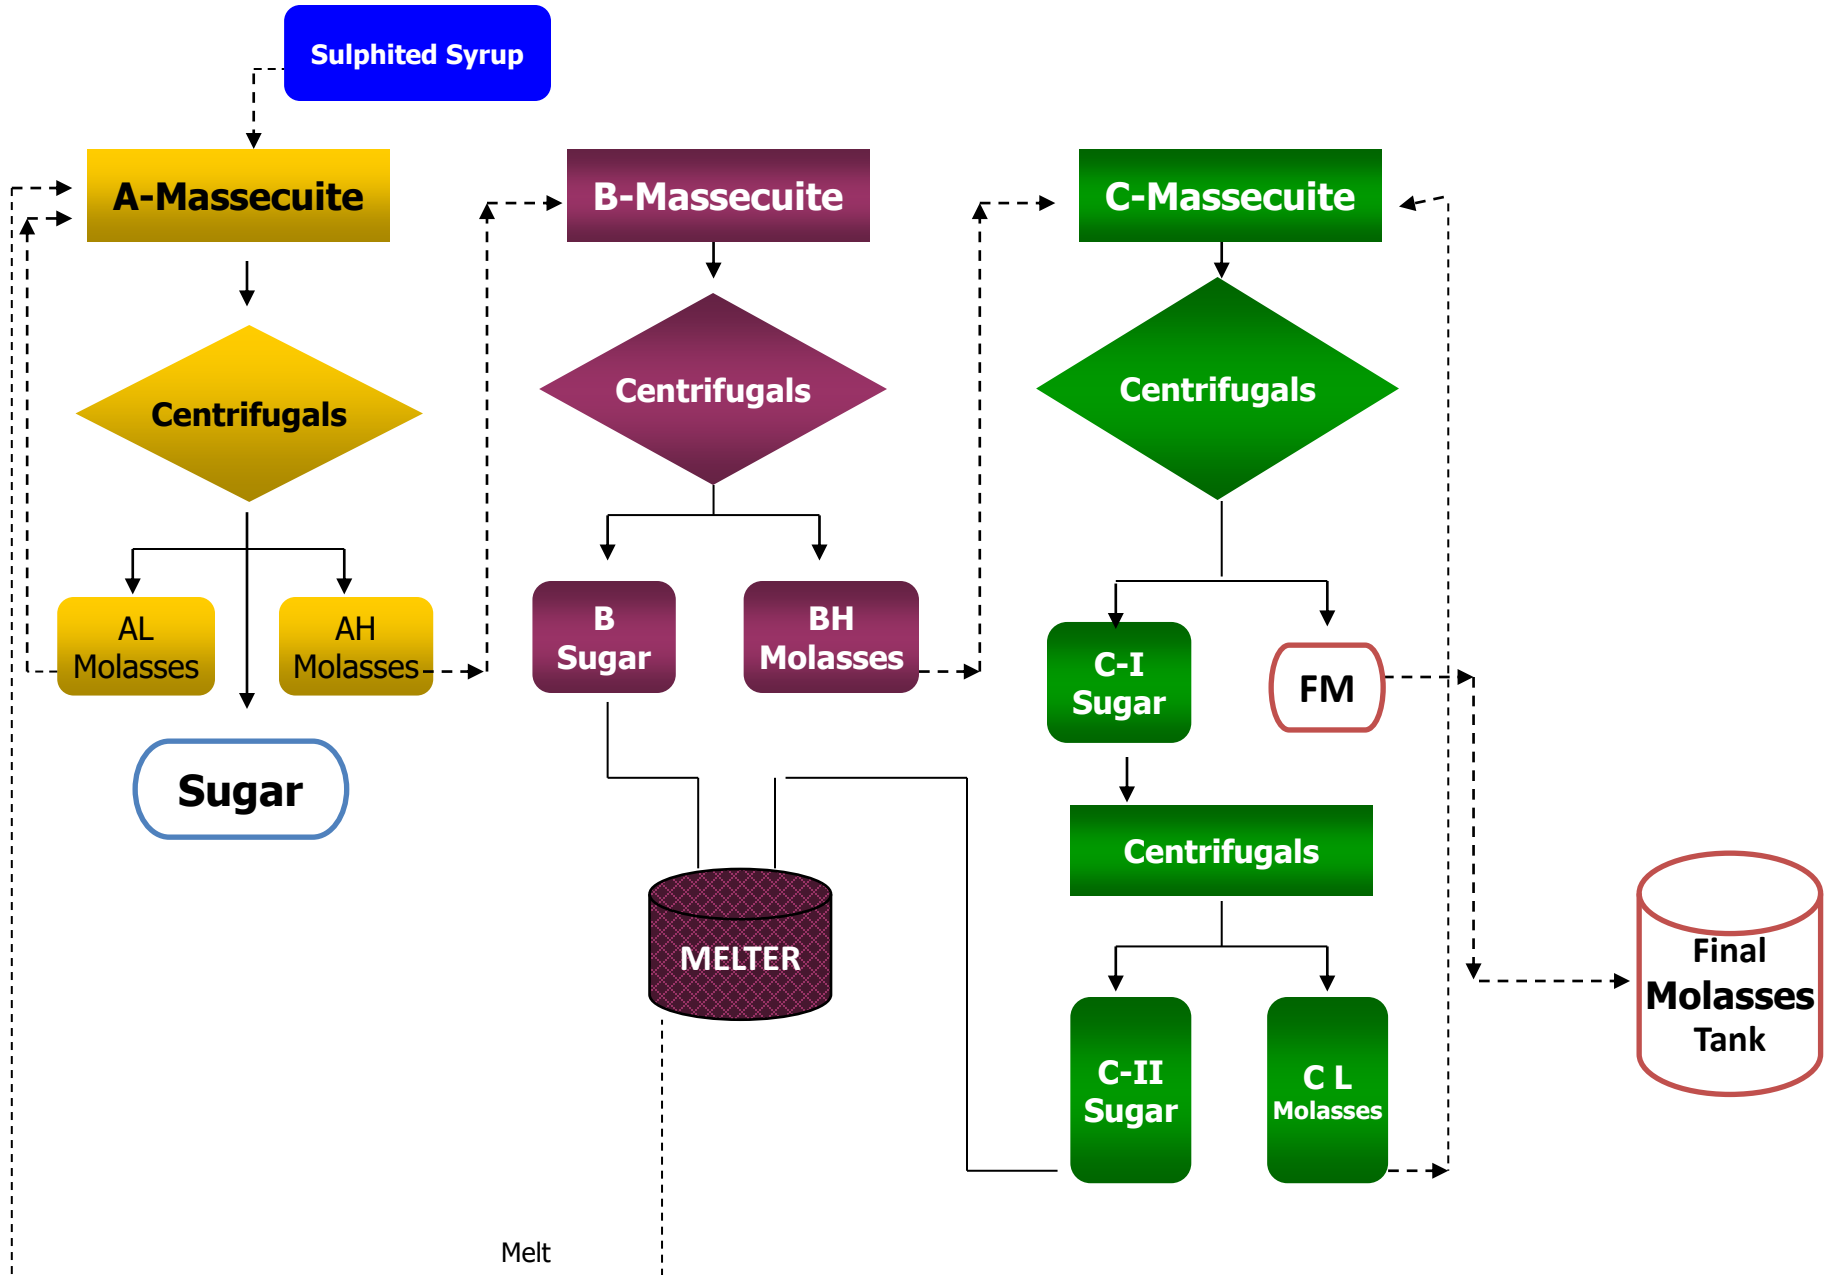 Sulphited Syrup
A-Massecuite
B-Massecuite
C-Massecuite
Centrifugals
Centrifugals
Centrifugals
AL
Molasses
AH
Molasses
B
Sugar
BH
Molasses
C-I
Sugar
FM
Sugar
Centrifugals
MELTER
Final
Molasses
Tank
C-II
Sugar
C L
Molasses
Melt